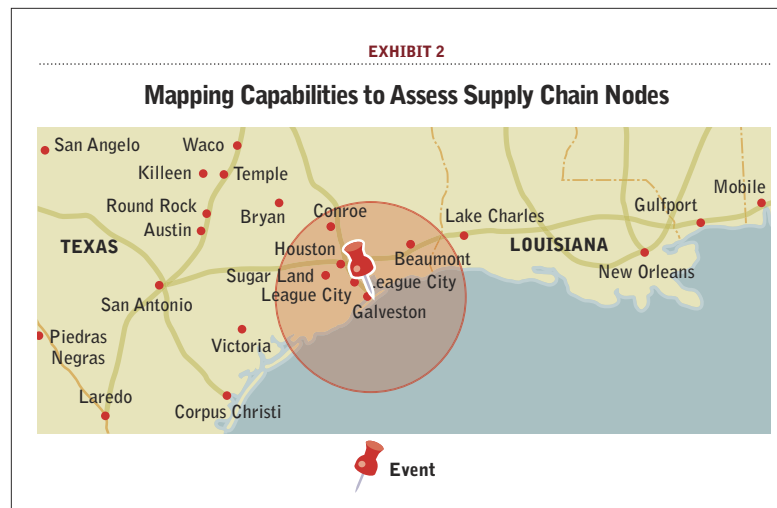 EXHIBIT 2
Mapping Capabilities to Assess Supply Chain Nodes
San Angelo
Waco
Killeen
Temple
Round Rock
Austin
Bryan
Conroe
Mobile
Gulfport
Lake Charles
TEXAS
Houston
Beaumont
LOUISIANA
New Orleans
Sugar Land
League City
League City
San Antonio
Galveston
Piedras
Negras
Victoria
Laredo
Corpus Christi
Event